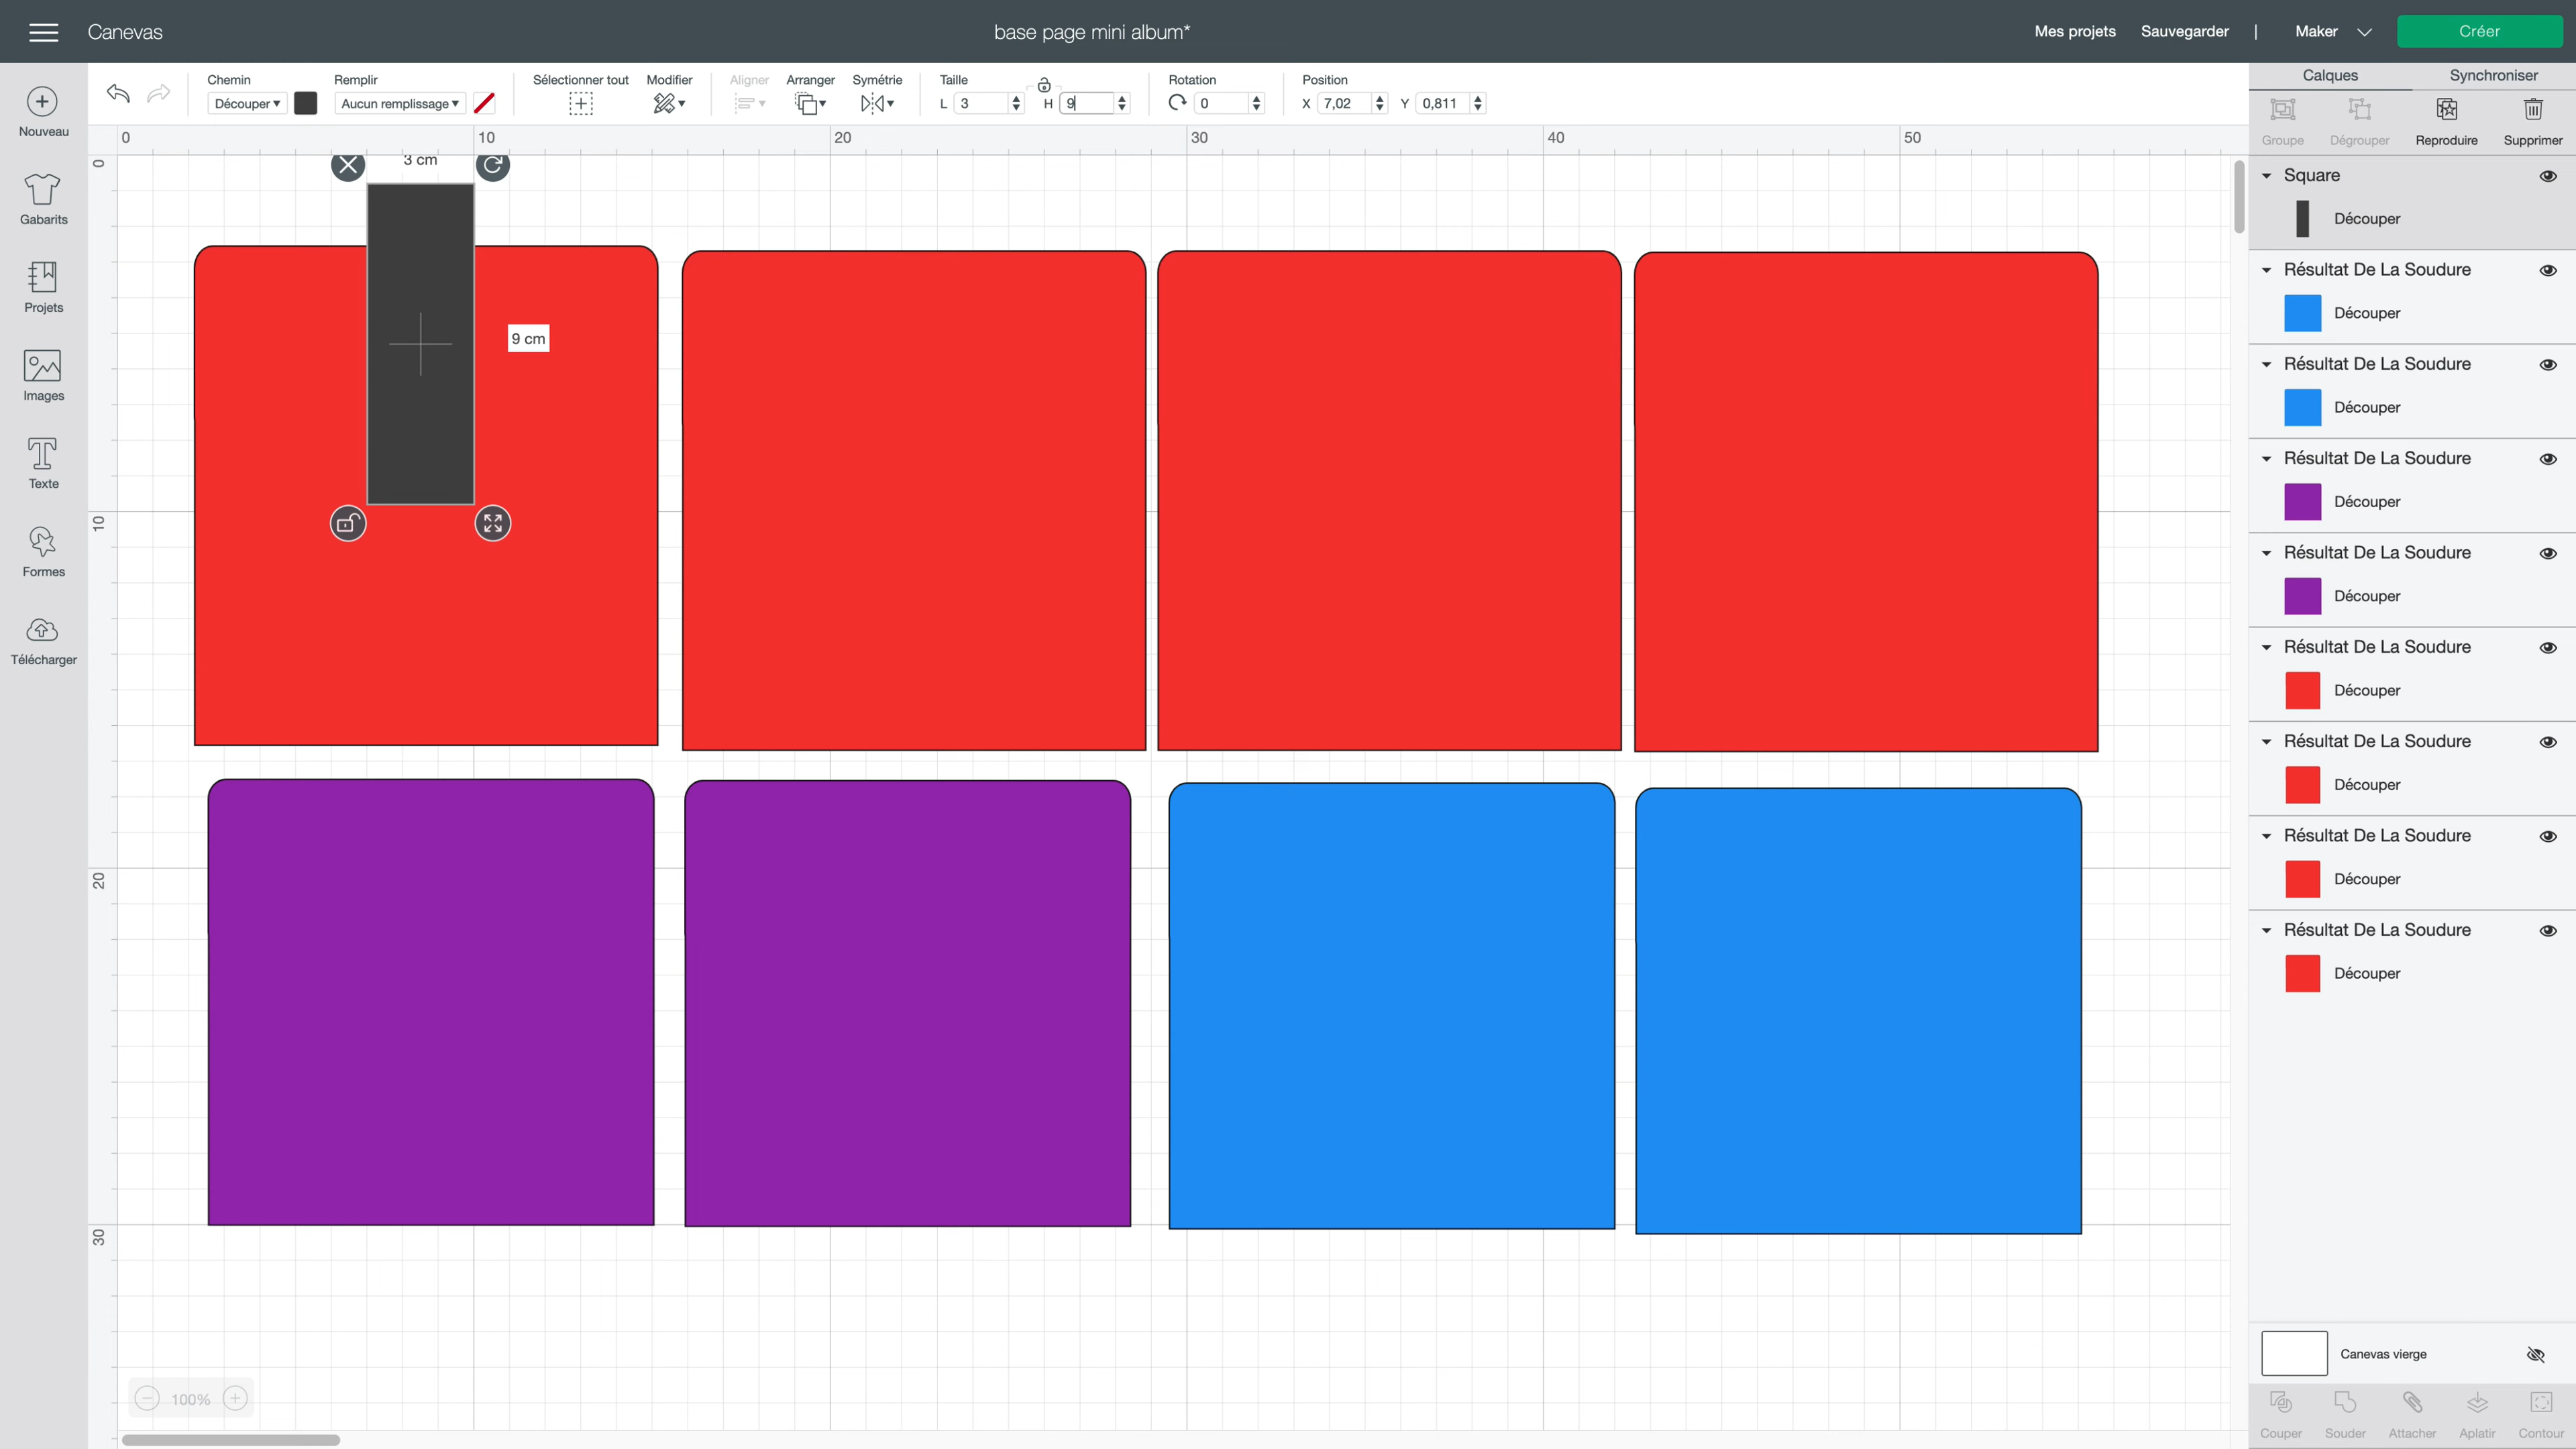 Canevas
base page mini album*
Mes projets
Sauvegarder
|
Maker
Créer
Nouveau
Gabarits
Projets
Images
Texte
Formes
Télécharger
Chemin
Découper
Remplir
Aucun remplissage
Sélectionner tout
Modifier
Aligner
Arranger
Symétrie
Taille
L 3
H 9
Rotation
0
Position
X 7,02
Y 0,811
0 10 20 30 40 50
0
10
20
30
3 cm
9 cm
100%
Calques
Synchroniser
Groupe
Dégrouper
Reproduire
Supprimer
Square
Découper
Résultat De La Soudure
Découper
Résultat De La Soudure
Découper
Résultat De La Soudure
Découper
Résultat De La Soudure
Découper
Résultat De La Soudure
Découper
Résultat De La Soudure
Découper
Résultat De La Soudure
Découper
Résultat De La Soudure
Découper
Canevas vierge
Couper
Souder
Attacher
Aplatir
Contour